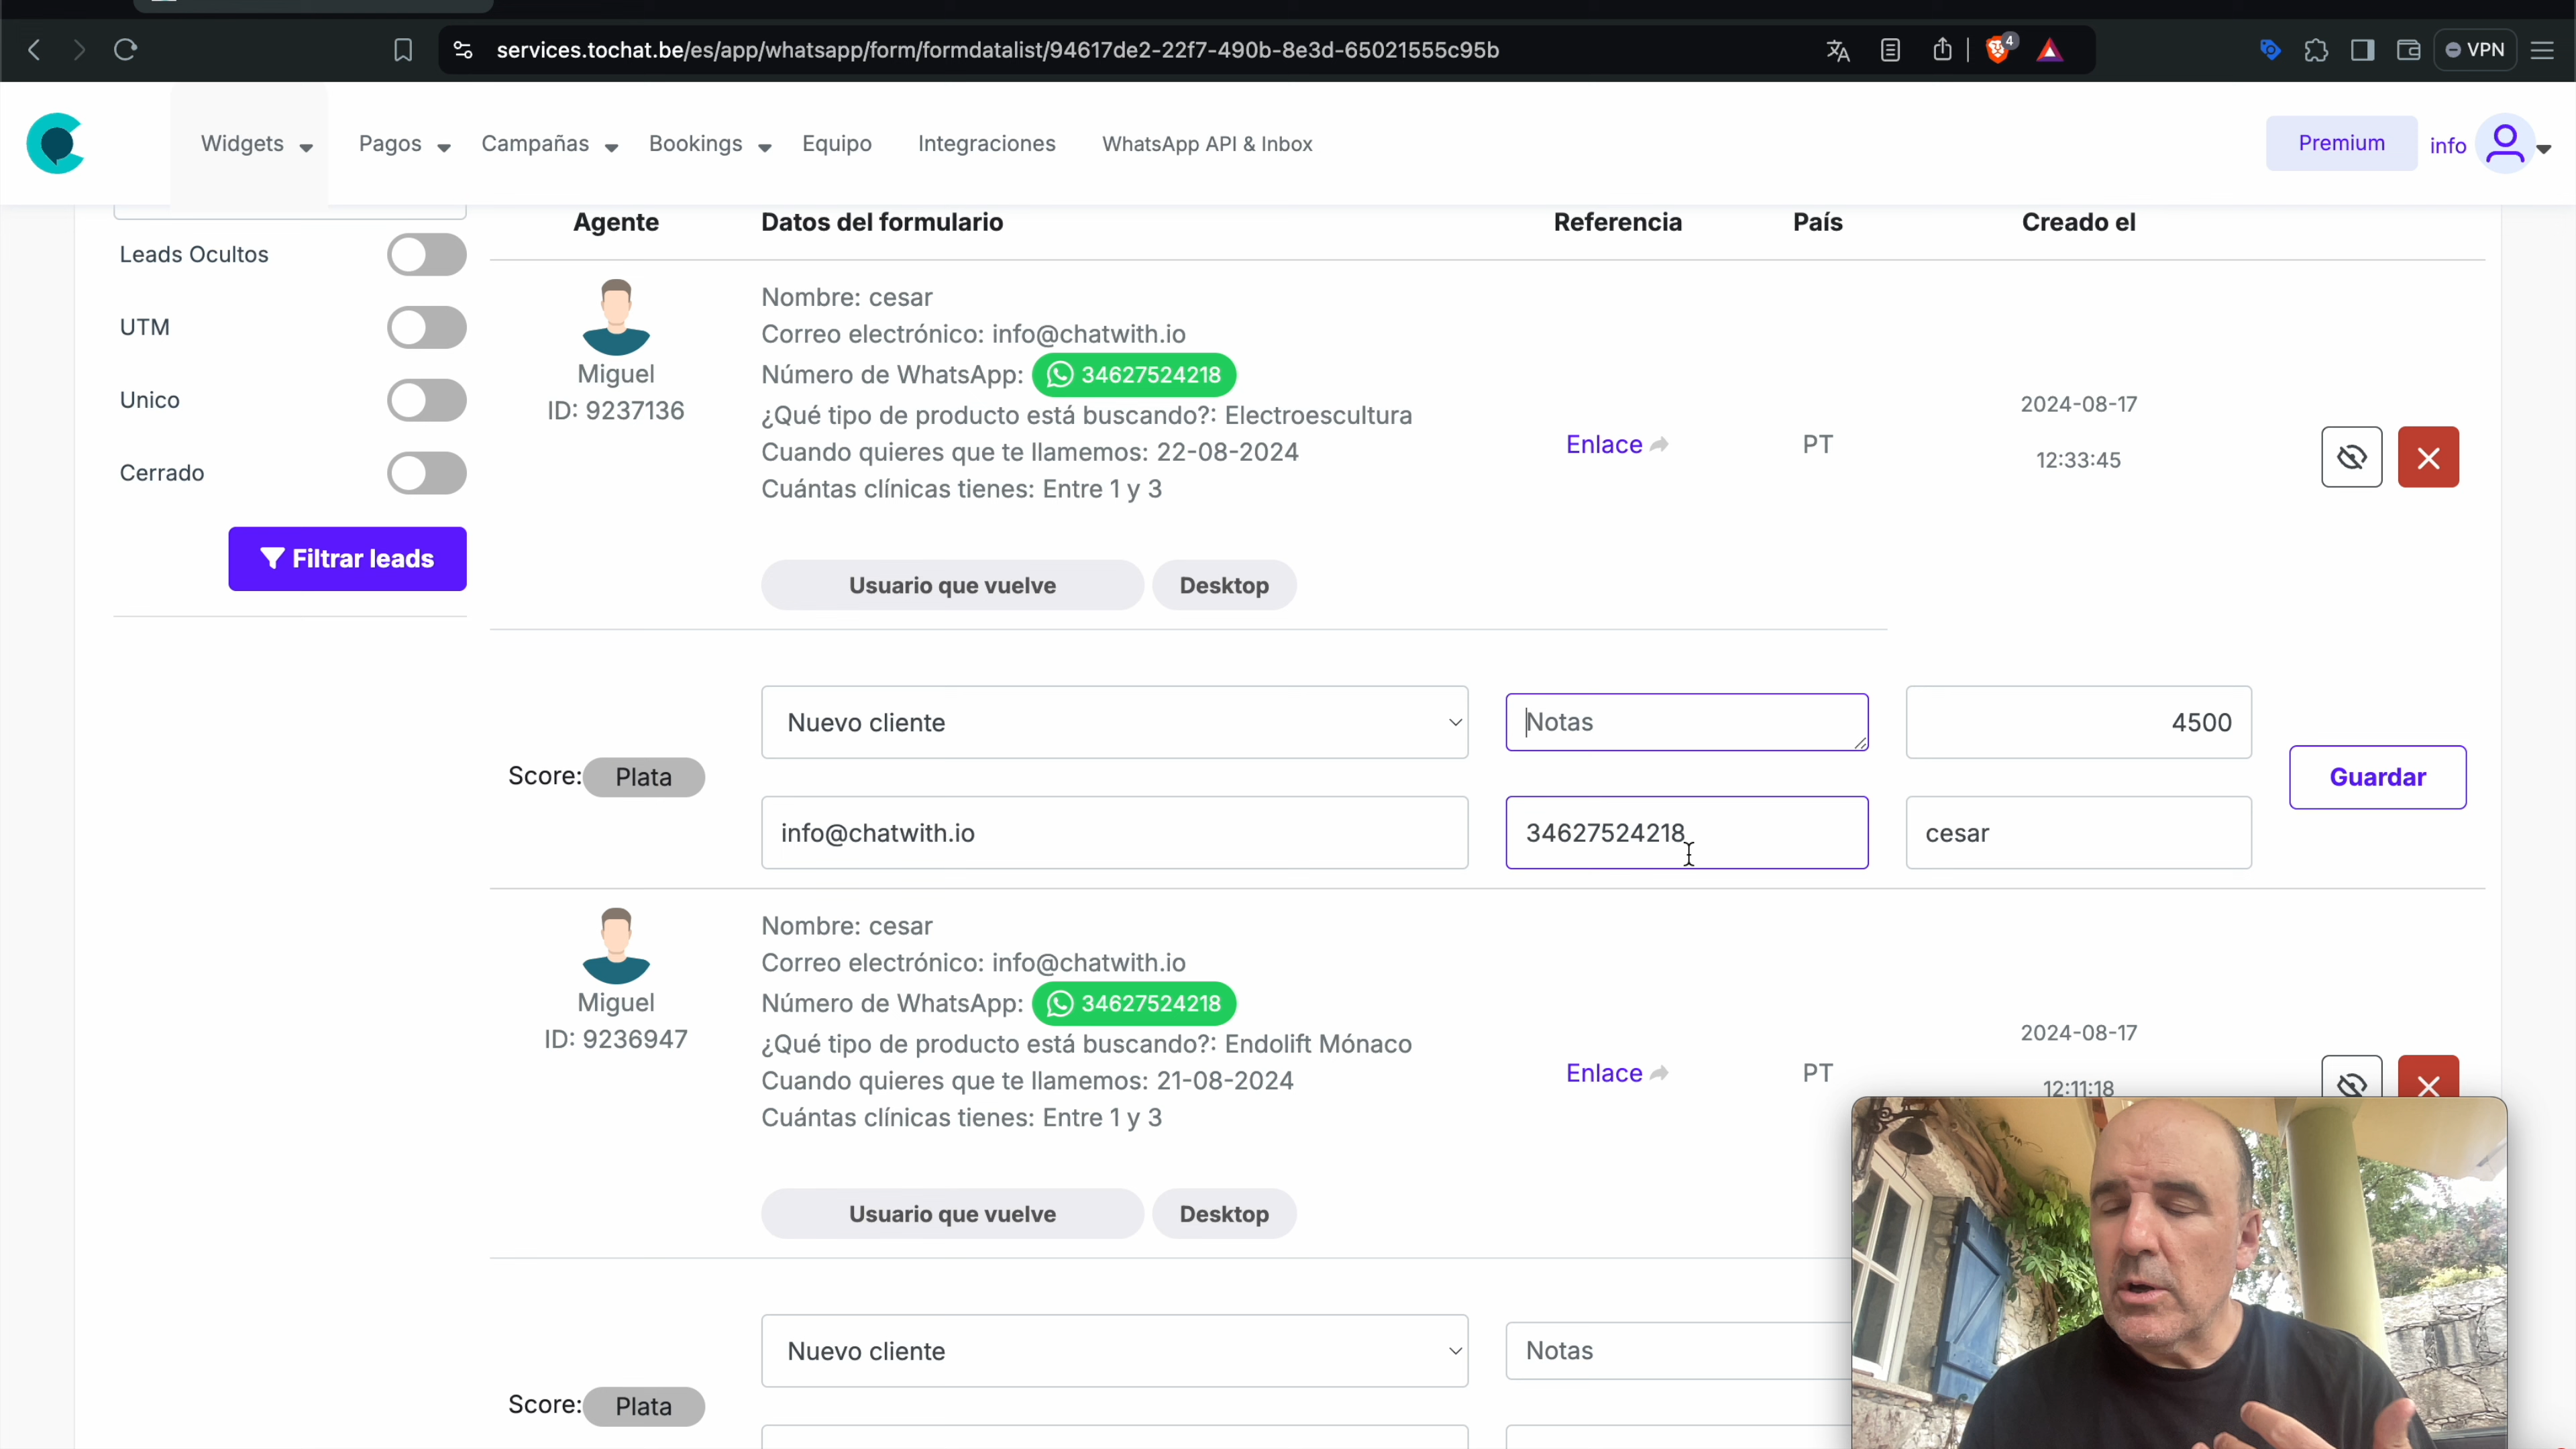 services.tochat.be/es/app/whatsapp/form/formdatalist/94617de2-22f7-490b-8e3d-65021555c95b
4
VPN
Widgets
Pagos
Campañas
Bookings
Equipo
Integraciones
WhatsApp API & Inbox
Premium
info
Leads Ocultos
UTM
Unico
Cerrado
Filtrar leads
Agente
Datos del formulario
Referencia
País
Creado el
Miguel
ID: 9237136
Nombre: cesar
Correo electrónico: info@chatwith.io
Número de WhatsApp: 34627524218
¿Qué tipo de producto está buscando?: Electroescultura
Cuando quieres que te llamemos: 22-08-2024
Cuántas clínicas tienes: Entre 1 y 3
Usuario que vuelve
Desktop
Enlace
PT
2024-08-17
12:33:45
Score: Plata
Nuevo cliente
Notas
4500
info@chatwith.io
34627524218
cesar
Guardar
Miguel
ID: 9236947
Nombre: cesar
Correo electrónico: info@chatwith.io
Número de WhatsApp: 34627524218
¿Qué tipo de producto está buscando?: Endolift Mónaco
Cuando quieres que te llamemos: 21-08-2024
Cuántas clínicas tienes: Entre 1 y 3
Usuario que vuelve
Desktop
Enlace
PT
2024-08-17
12:11:18
Score: Plata
Nuevo cliente
Notas